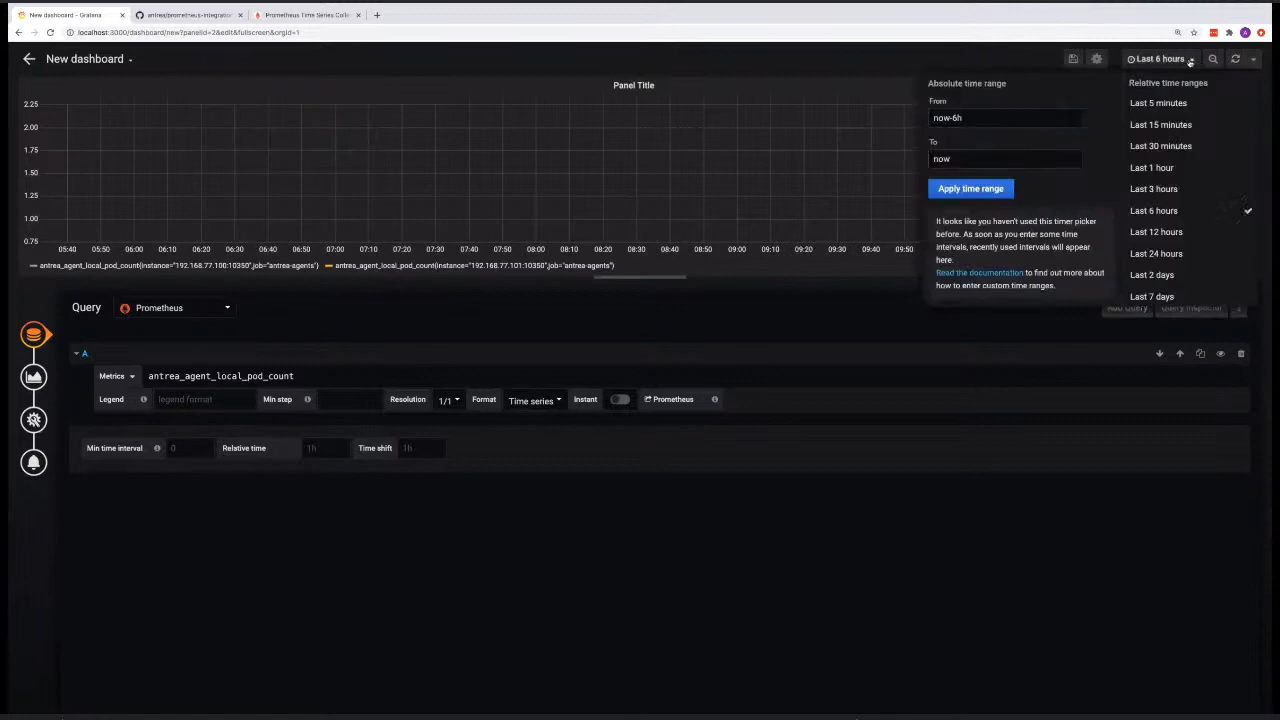 New dashboard - Grafana
antrea/prometheus-integration
Prometheus Time Series Colle
localhost:3000/dashboard/new?panelId=2&edit&fullscreen&orgId=1
New dashboard
Last 6 hours
Panel Title
2.25
2.00
1.75
1.50
1.25
1.00
0.75
05:40 05:50 06:00 06:10 06:20 06:30 06:40 06:50 07:00 07:10 07:20 07:30 07:40 07:50 08:00 08:10 08:20 08:30 08:40 08:50 09:00 09:10 09:20 09:30 09:40 09:50
antrea_agent_local_pod_count{instance="192.168.77.100:10350",job="antrea-agents"} antrea_agent_local_pod_count{instance="192.168.77.101:10350",job="antrea-agents"}
Absolute time range
From
now-6h
To
now
Apply time range
It looks like you haven't used this timer picker
before. As soon as you enter some time
intervals, recently used intervals will appear
here.
Read the documentation to find out more about
how to enter custom time ranges.
Relative time ranges
Last 5 minutes
Last 15 minutes
Last 30 minutes
Last 1 hour
Last 3 hours
Last 6 hours
Last 12 hours
Last 24 hours
Last 2 days
Last 7 days
Query
Prometheus
Add Query
Query Inspector
?
A
Metrics
antrea_agent_local_pod_count
Legend legend format Min step Resolution 1/1 Format Time series Instant Prometheus
Min time interval 0 Relative time 1h Time shift 1h